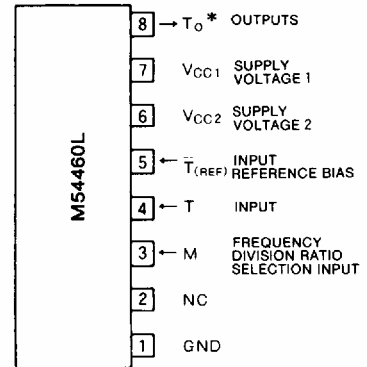 M54460L
8 → To* OUTPUTS
7 VCC1 SUPPLY VOLTAGE 1
6 VCC2 SUPPLY VOLTAGE 2
5 ← T̄(REF) INPUT REFERENCE BIAS
4 ← T INPUT
3 ← M FREQUENCY DIVISION RATIO SELECTION INPUT
2 NC
1 GND